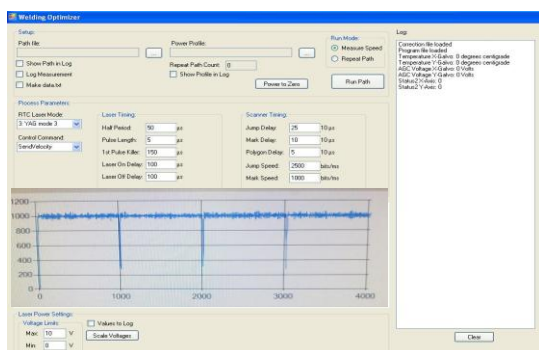 Welding Optimizer
Setup:
Path file:
Power Profile:
...
...
Show Path in Log
Log Measurement
Make data.txt
Repeat Path Count: 0
Show Profile in Log
Power to Zero
Run Mode:
Measure Speed
Repeat Path
Run Path
Process Parameters:
RTC Laser Mode:
3: YAG mode 3
Control Command:
SendVelocity
Laser Timing:
Half Period: 50 µs
Pulse Length: 5 µs
1st Pulse Killer: 150 µs
Laser On Delay: 100 µs
Laser Off Delay: 100 µs
Scanner Timing:
Jump Delay: 25 10 µs
Mark Delay: 10 10 µs
Polygon Delay: 5 10 µs
Jump Speed: 2500 bits/ms
Mark Speed: 1000 bits/ms
1200
1000
800
600
400
200
0
0 1000 2000 3000 4000
Laser Power Settings:
Voltage Limits:
Max: 10 V
Min: 0 V
Values to Log
Scale Voltages
Log:
Correction file loaded
Program file loaded
Temperature X-Galvo: 0 degrees centigrade
Temperature Y-Galvo: 0 degrees centigrade
AGC Voltage X-Galvo: 0 Volts
AGC Voltage Y-Galvo: 0 Volts
Status2 X-Axis: 0
Status2 Y-Axis: 0
Clear